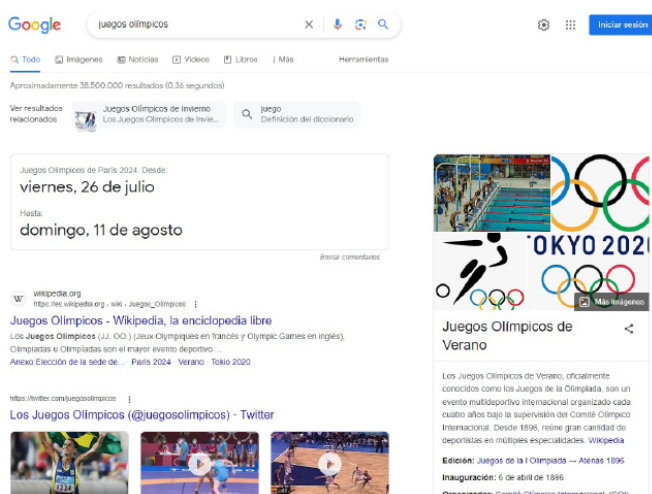 Google
juegos olímpicos
Iniciar sesión
Todo
Imágenes
Noticias
Videos
Libros
Más
Herramientas
Aproximadamente 38.500.000 resultados (0,36 segundos)
Ver resultados
relacionados
Juegos Olímpicos de Invierno
Los Juegos Olímpicos de Invie...
juego
Definición del diccionario
Juegos Olímpicos de París 2024. Desde:
viernes, 26 de julio
Hasta:
domingo, 11 de agosto
Enviar comentarios
W
wikipedia.org
https://es.wikipedia.org › wiki › Juegos_Olímpicos
Juegos Olímpicos - Wikipedia, la enciclopedia libre
Los Juegos Olímpicos (JJ. OO.) (Jeux Olympiques en francés y Olympic Games en inglés),
Olimpiadas u Olimpíadas son el mayor evento deportivo ...
Anexo:Elección de la sede de... · París 2024 · Verano · Tokio 2020
https://twitter.com/juegosolimpicos
Los Juegos Olímpicos (@juegosolimpicos) · Twitter
1234
OKYO 202
Más imágenes
Juegos Olímpicos de
Verano
Los Juegos Olímpicos de Verano, oficialmente
conocidos como los Juegos de la Olimpiada, son un
evento multideportivo internacional organizado cada
cuatro años bajo la supervisión del Comité Olímpico
Internacional. Desde 1896, reúne gran cantidad de
deportistas en múltiples especialidades. Wikipedia
Edición: Juegos de la I Olimpiada — Atenas 1896
Inauguración: 6 de abril de 1896
Organizador: Comité Olímpico Internacional (COI)